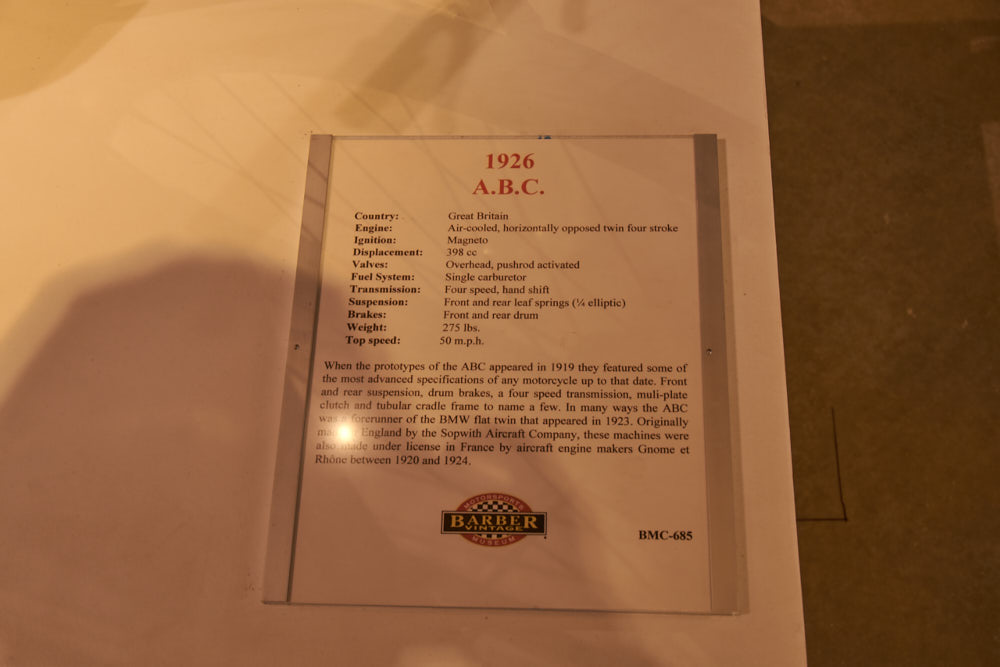 1926
A.B.C.
Country: Great Britain
Engine: Air-cooled, horizontally opposed twin four stroke
Ignition: Magneto
Displacement: 398 cc
Valves: Overhead, pushrod activated
Fuel System: Single carburetor
Transmission: Four speed, hand shift
Suspension: Front and rear leaf springs (¼ elliptic)
Brakes: Front and rear drum
Weight: 275 lbs.
Top speed: 50 m.p.h.
When the prototypes of the ABC appeared in 1919 they featured some of
the most advanced specifications of any motorcycle up to that date. Front
and rear suspension, drum brakes, a four speed transmission, muli-plate
clutch and tubular cradle frame to name a few. In many ways the ABC
was a forerunner of the BMW flat twin that appeared in 1923. Originally
England by the Sopwith Aircraft Company, these machines were
also made under license in France by aircraft engine makers Gnome et
Rhône between 1920 and 1924.
MOTORSPORTS
BARBER
VINTAGE
MUSEUM
BMC-685